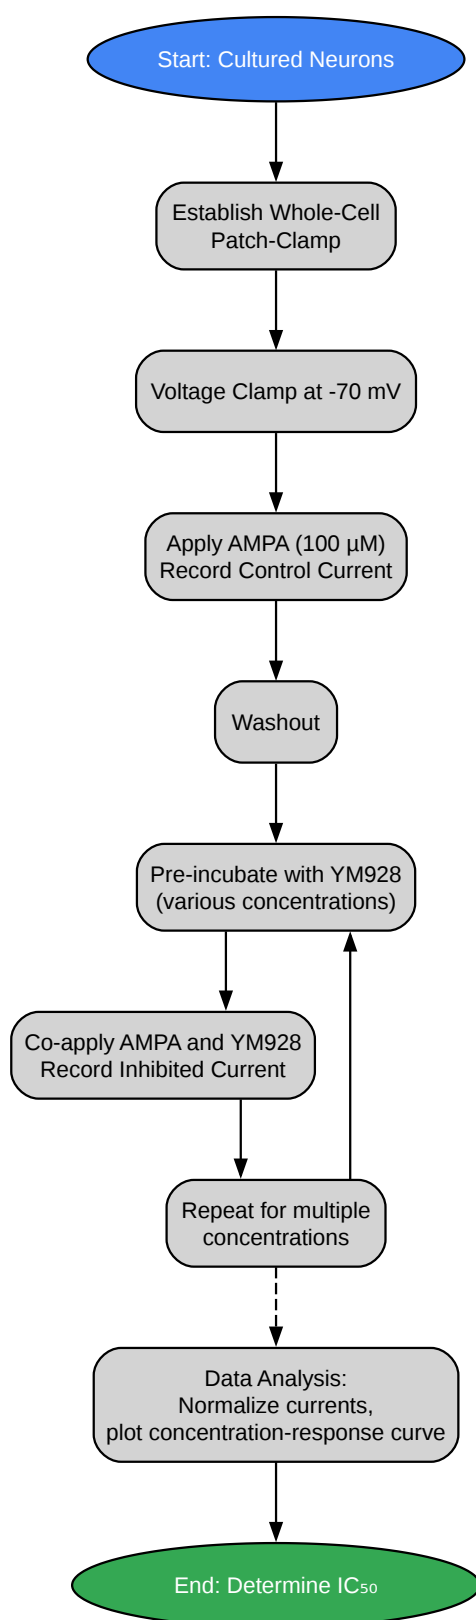 Start: Cultured Neurons
Establish Whole-Cell
Patch-Clamp
Voltage Clamp at -70 mV
Apply AMPA (100 µM)
Record Control Current
Washout
Pre-incubate with YM928
(various concentrations)
Co-apply AMPA and YM928
Record Inhibited Current
Repeat for multiple
concentrations
Data Analysis:
Normalize currents,
plot concentration-response curve
End: Determine IC₅₀